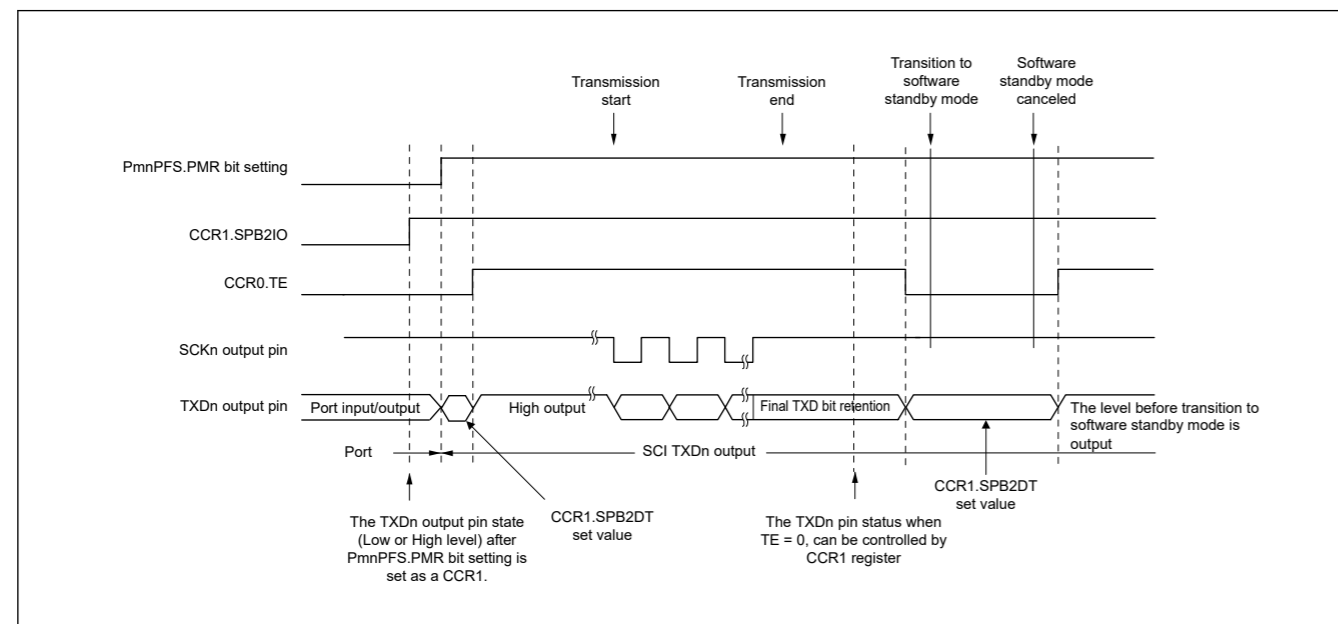 Transmission
start
Transmission
end
Transition to
software
standby mode
Software
standby mode
canceled
PmnPFS.PMR bit setting
CCR1.SPB2IO
CCR0.TE
SCKn output pin
TXDn output pin
Port input/output
High output
Final TXD bit retention
The level before transition to
software standby mode is
output
Port
SCI TXDn output
CCR1.SPB2DT
set value
The TXDn output pin state
(Low or High level) after
PmnPFS.PMR bit setting is
set as a CCR1.
CCR1.SPB2DT
set value
The TXDn pin status when
TE = 0, can be controlled by
CCR1 register